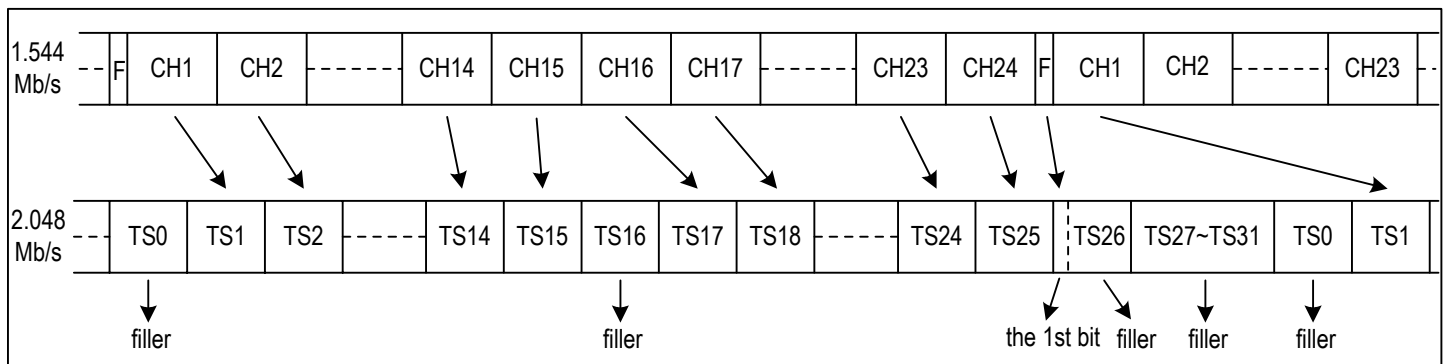 1.544 Mb/s F CH1 CH2 CH14 CH15 CH16 CH17 CH23 CH24 F CH1 CH2 CH23
2.048 Mb/s TS0 TS1 TS2 TS14 TS15 TS16 TS17 TS18 TS24 TS25 TS26 TS27~TS31 TS0 TS1
filler filler the 1st bit filler filler filler